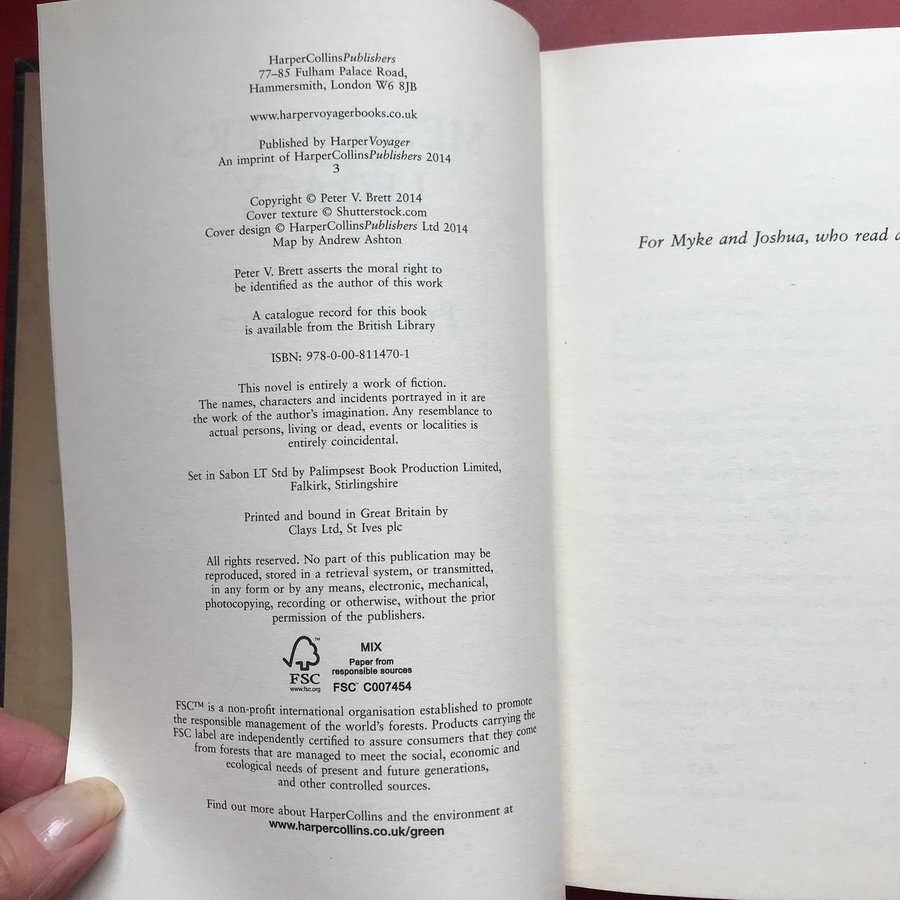 HarperCollinsPublishers
77–85 Fulham Palace Road,
Hammersmith, London W6 8JB
www.harpervoyagerbooks.co.uk
Published by HarperVoyager
An imprint of HarperCollinsPublishers 2014
3
Copyright © Peter V. Brett 2014
Cover texture © Shutterstock.com
Cover design © HarperCollinsPublishers Ltd 2014
Map by Andrew Ashton
Peter V. Brett asserts the moral right to
be identified as the author of this work
A catalogue record for this book
is available from the British Library
ISBN: 978-0-00-811470-1
This novel is entirely a work of fiction.
The names, characters and incidents portrayed in it are
the work of the author's imagination. Any resemblance to
actual persons, living or dead, events or localities is
entirely coincidental.
Set in Sabon LT Std by Palimpsest Book Production Limited,
Falkirk, Stirlingshire
Printed and bound in Great Britain by
Clays Ltd, St Ives plc
All rights reserved. No part of this publication may be
reproduced, stored in a retrieval system, or transmitted,
in any form or by any means, electronic, mechanical,
photocopying, recording or otherwise, without the prior
permission of the publishers.
FSC
www.fsc.org
MIX
Paper from
responsible sources
FSC® C007454
FSC™ is a non-profit international organisation established to promote
the responsible management of the world's forests. Products carrying the
FSC label are independently certified to assure consumers that they come
from forests that are managed to meet the social, economic and
ecological needs of present and future generations,
and other controlled sources.
Find out more about HarperCollins and the environment at
www.harpercollins.co.uk/green
For Myke and Joshua, who read